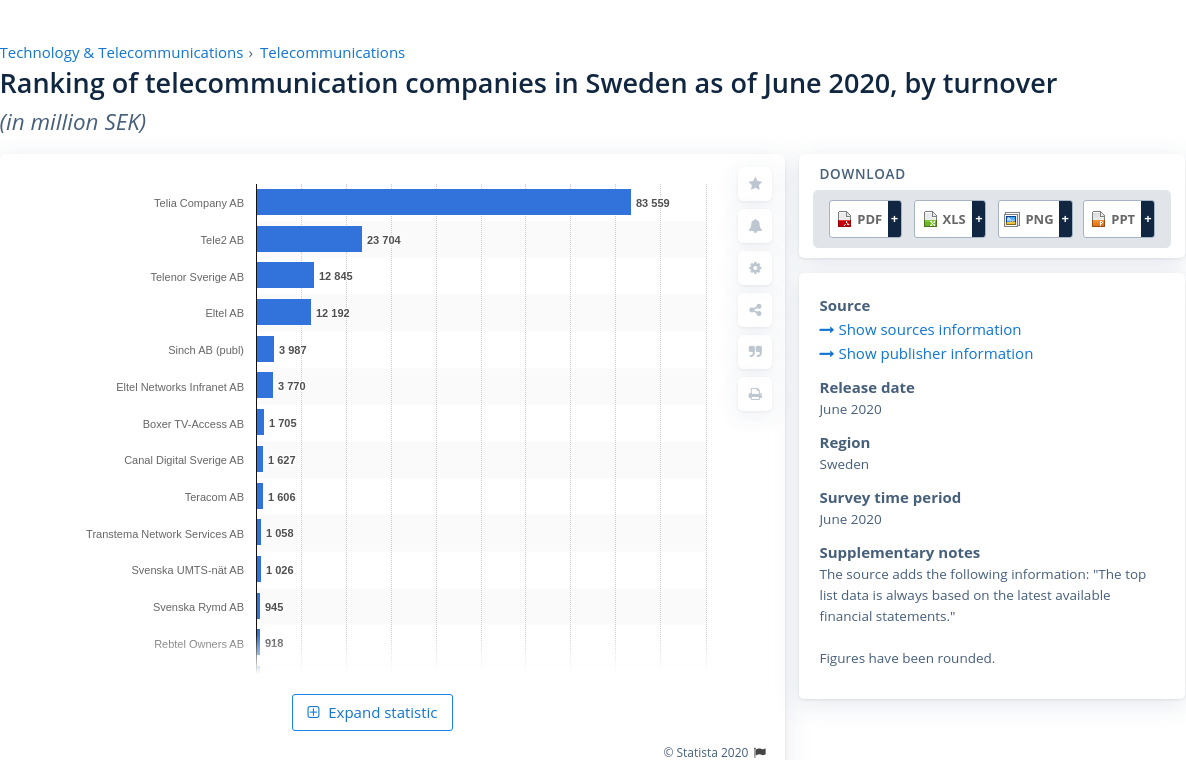 Technology & Telecommunications › Telecommunications
Ranking of telecommunication companies in Sweden as of June 2020, by turnover
(in million SEK)
Telia Company AB 83 559
Tele2 AB 23 704
Telenor Sverige AB 12 845
Eltel AB 12 192
Sinch AB (publ) 3 987
Eltel Networks Infranet AB 3 770
Boxer TV-Access AB 1 705
Canal Digital Sverige AB 1 627
Teracom AB 1 606
Transtema Network Services AB 1 058
Svenska UMTS-nät AB 1 026
Svenska Rymd AB 945
Rebtel Owners AB 918
Expand statistic
© Statista 2020
DOWNLOAD
PDF + XLS + PNG + PPT +
Source
Show sources information
Show publisher information
Release date
June 2020
Region
Sweden
Survey time period
June 2020
Supplementary notes
The source adds the following information: "The top
list data is always based on the latest available
financial statements."
Figures have been rounded.